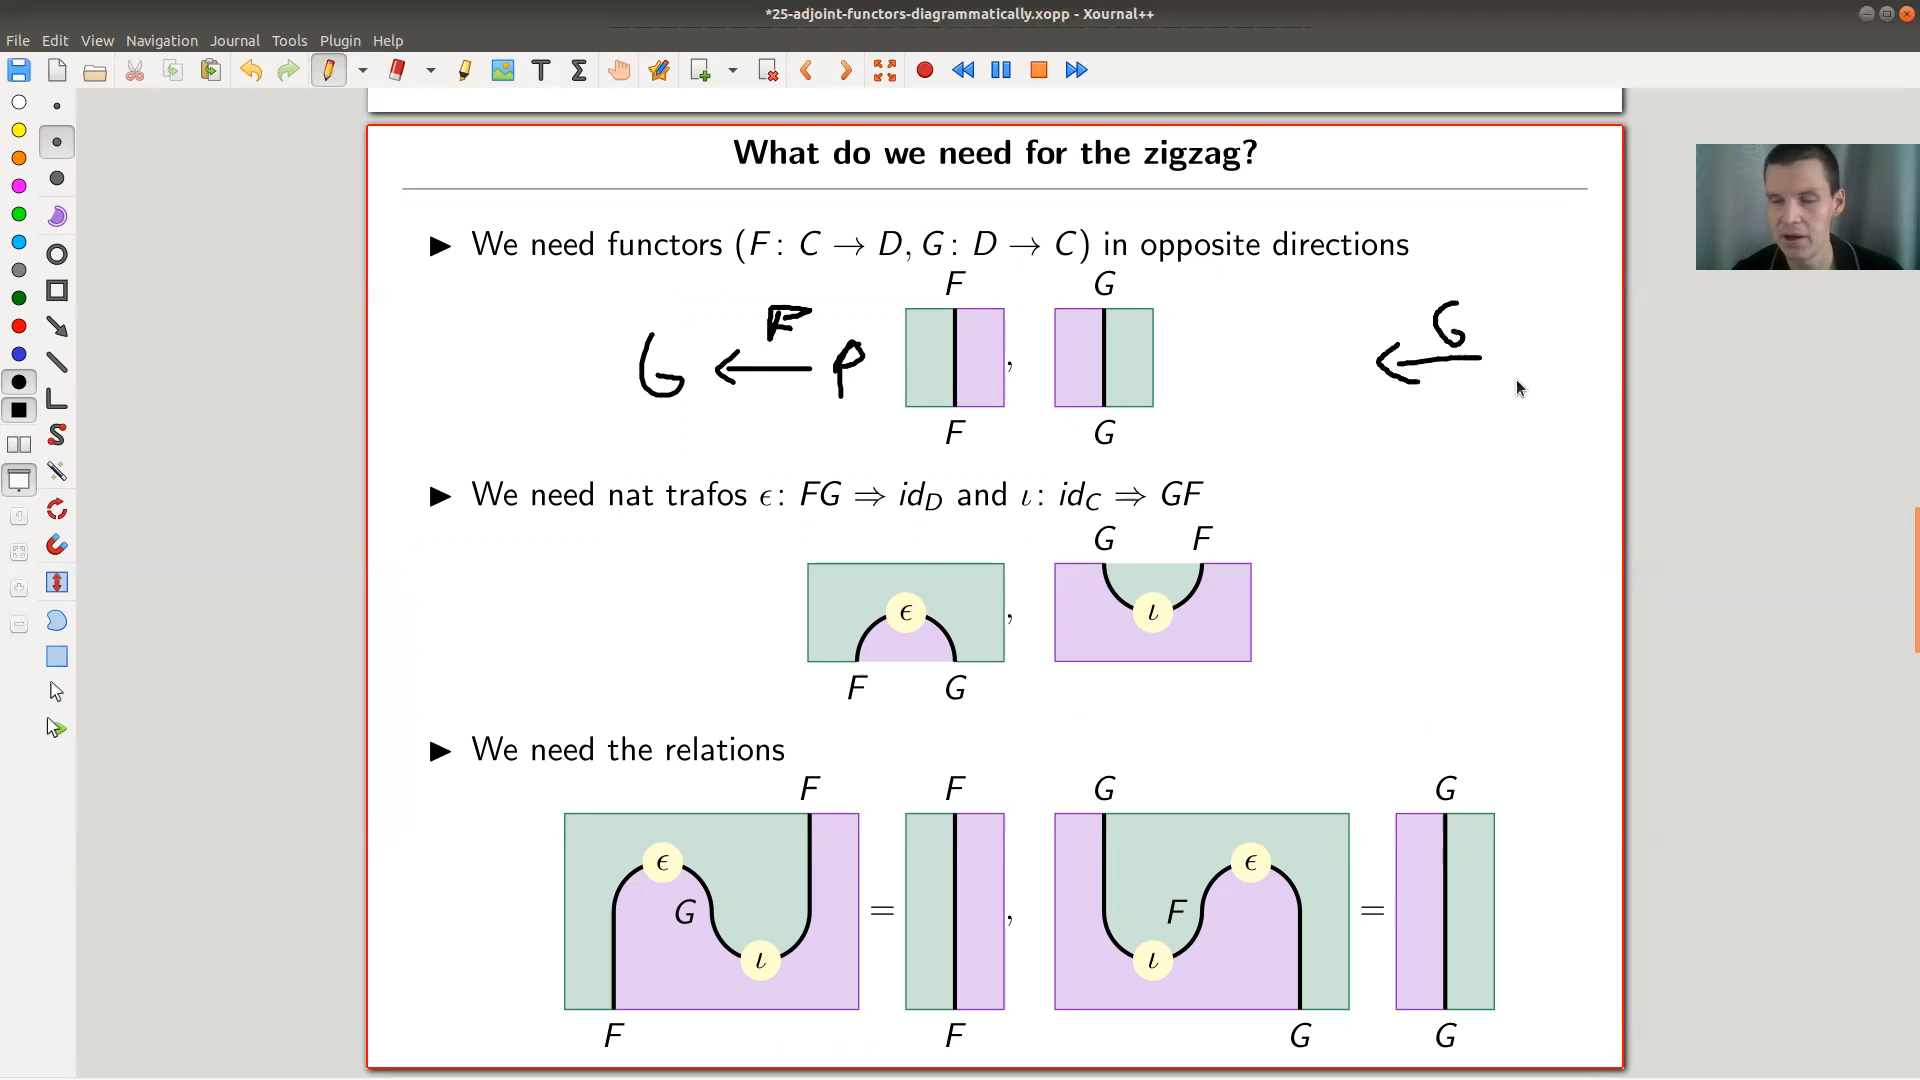 *25-adjoint-functors-diagrammatically.xopp - Xournal++
File Edit View Navigation Journal Tools Plugin Help
What do we need for the zigzag?
▶ We need functors (F: C → D, G: D → C) in opposite directions
F G
G ← F P , ← G
F G
▶ We need nat trafos ϵ: FG ⇒ id_D and ι: id_C ⇒ GF
G F
ϵ , ι
F G
▶ We need the relations
F F G G
ϵ ϵ
G = , F =
ι ι
F F G G